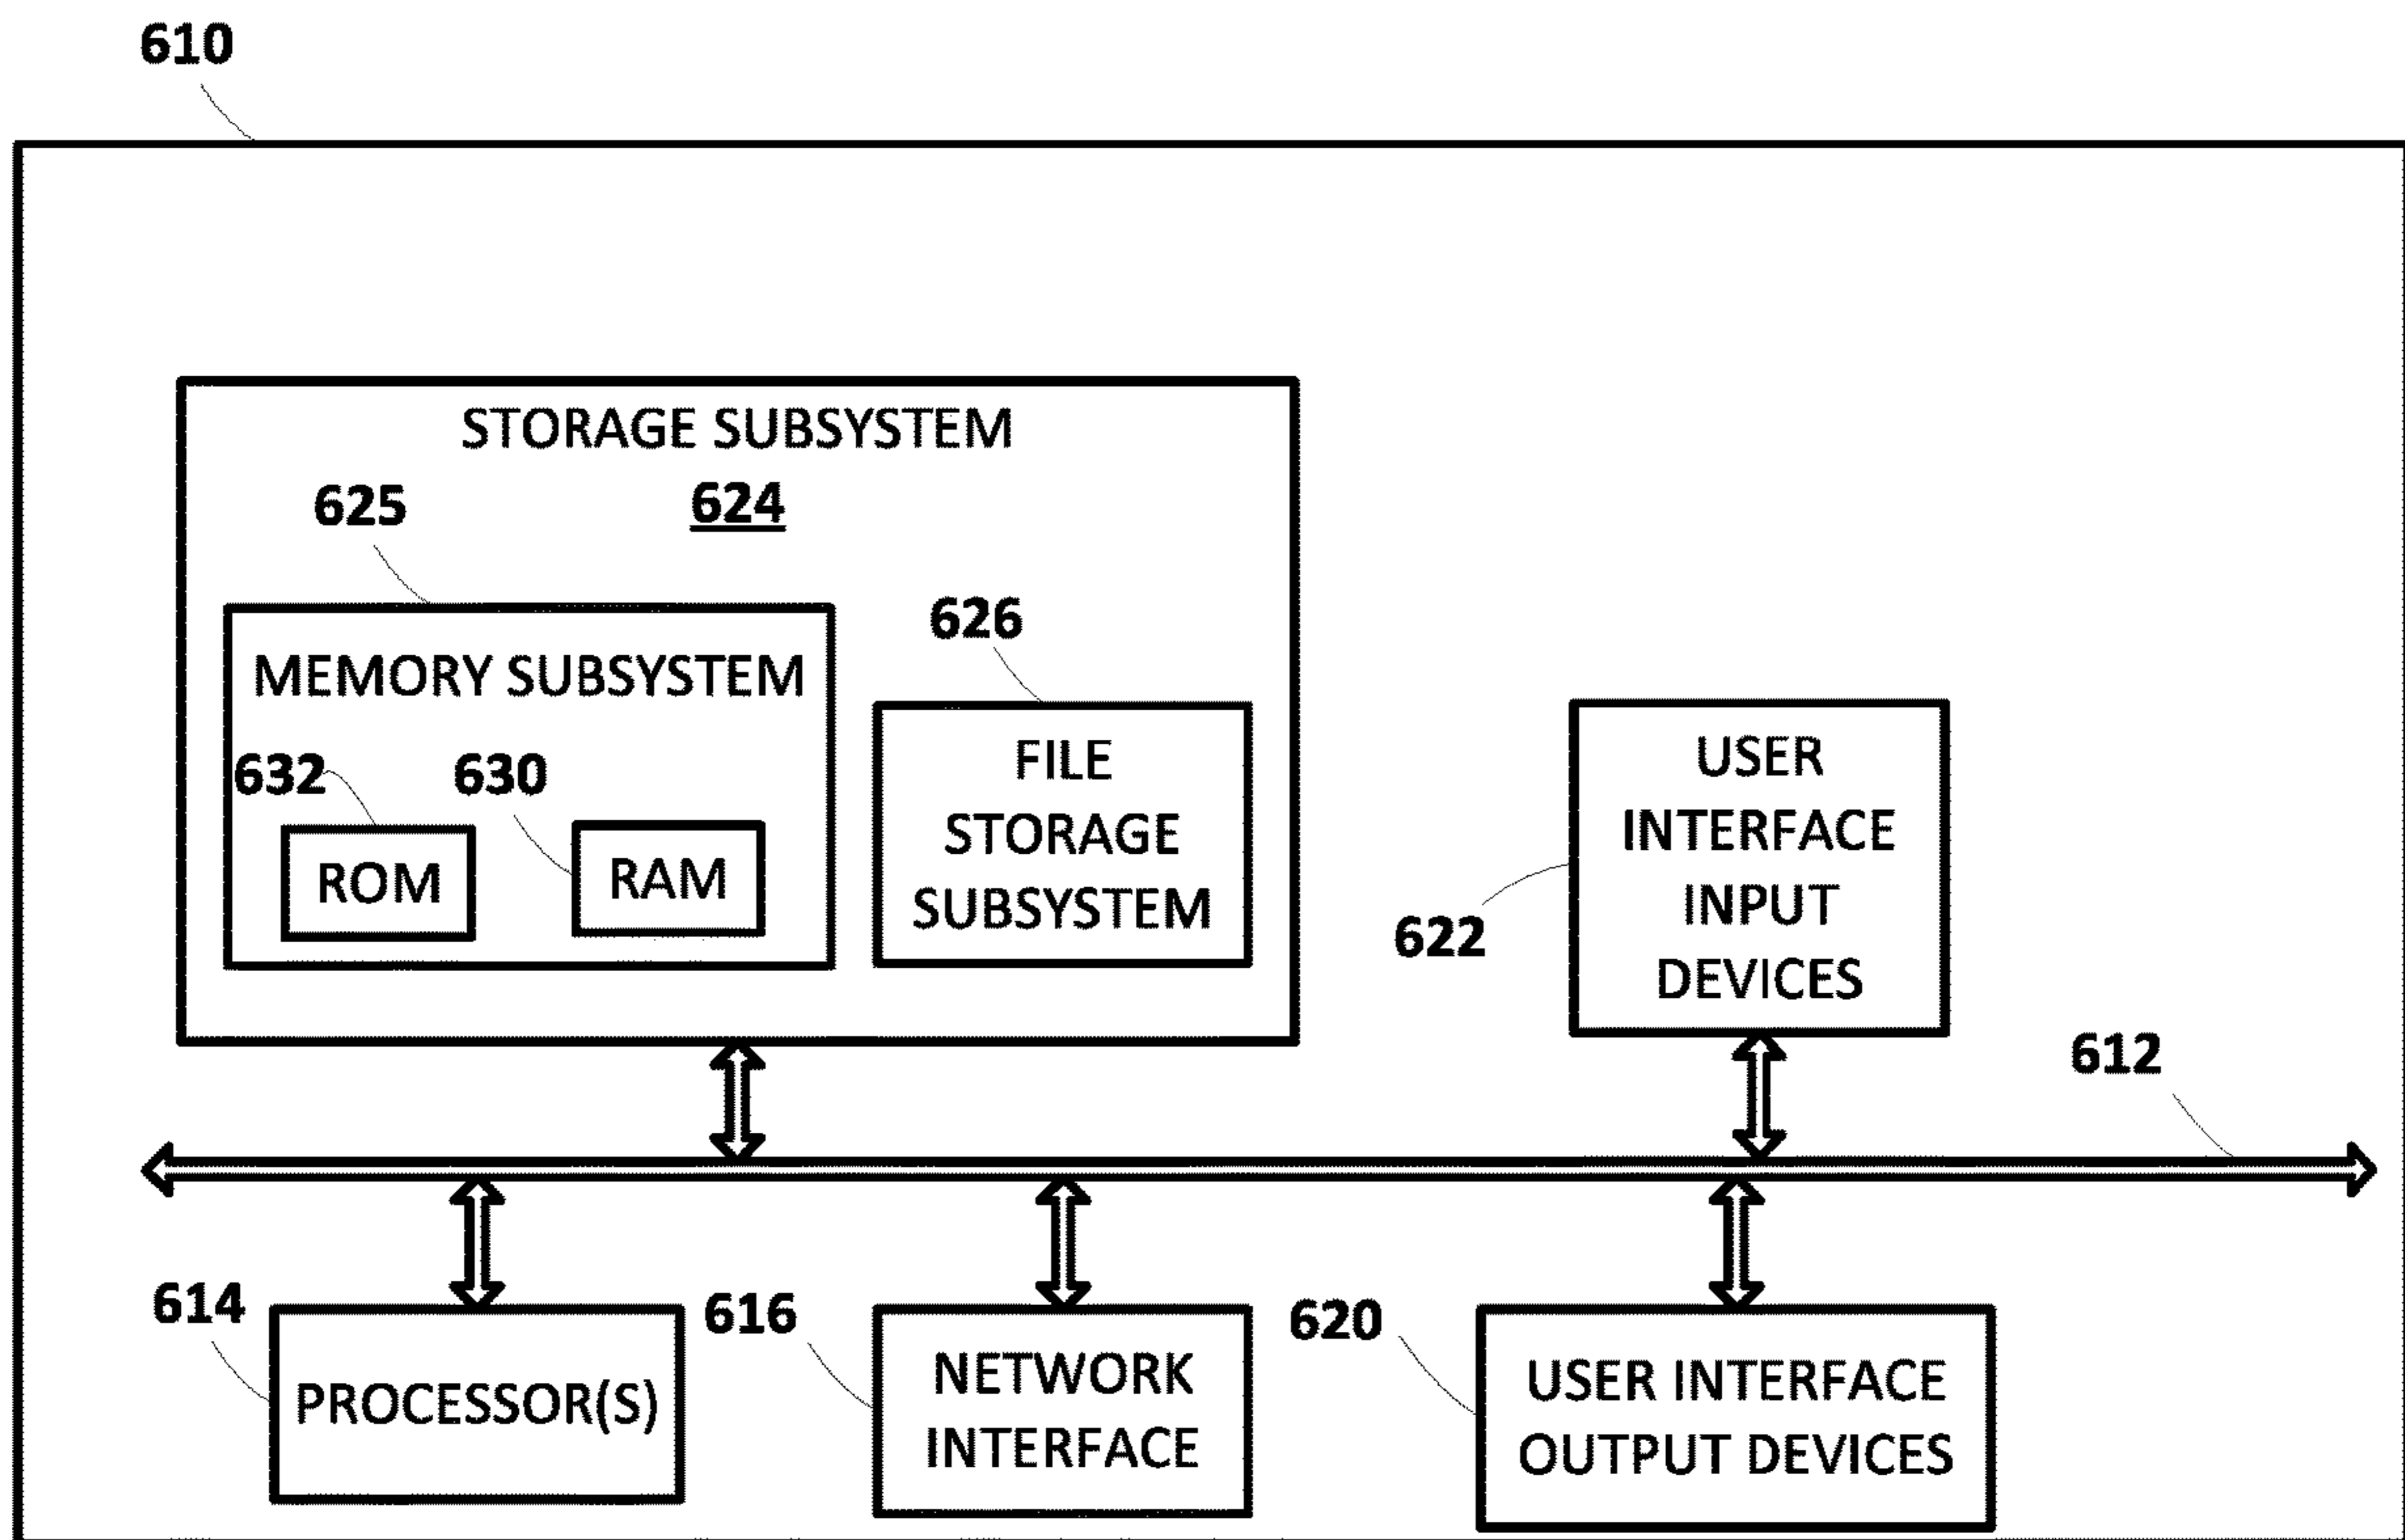 610
STORAGE SUBSYSTEM
624
625
MEMORY SUBSYSTEM
632
630
ROM
RAM
626
FILE
STORAGE
SUBSYSTEM
USER
INTERFACE
INPUT
DEVICES
622
612
614
PROCESSOR(S)
616
NETWORK
INTERFACE
620
USER INTERFACE
OUTPUT DEVICES